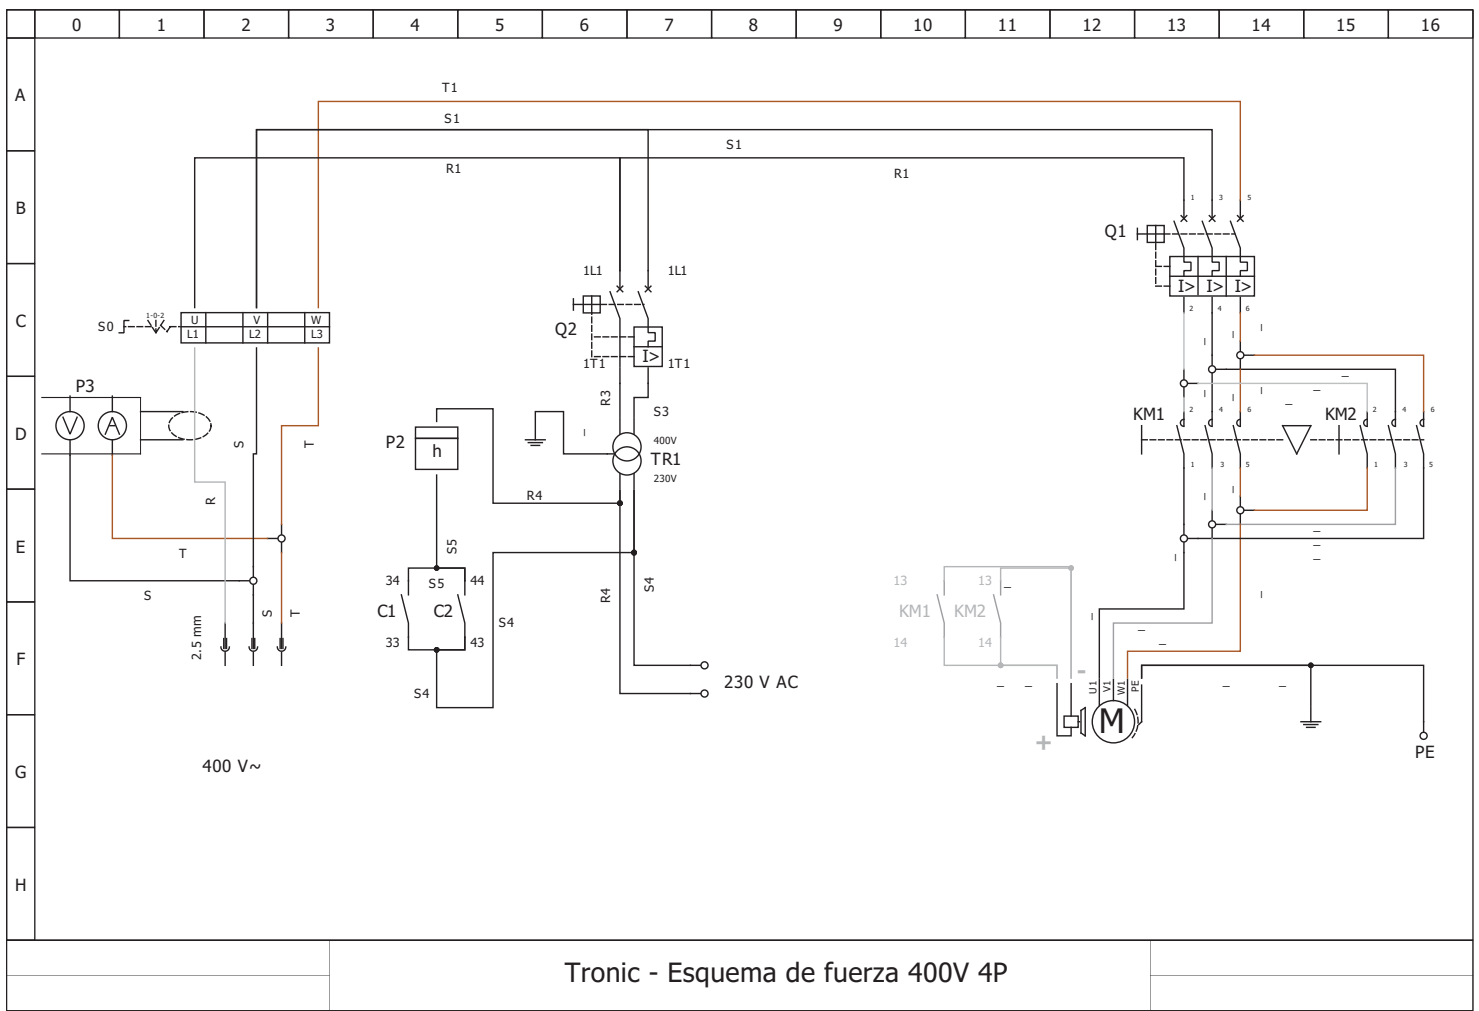 0 1 2 3 4 5 6 7 8 9 10 11 12 13 14 15 16
A
T1
S1
S1
R1 R1
B
1 3 5
Q1
1L1 1L1
I> I> I>
C
1-0-2
S0
U V W
L1 L2 L3
Q2
I>
1T1 1T1
2 4 6
P3
V A
D
R3
S3
S
T
P2
h
400V
TR1
230V
KM1
2 4 6
KM2
2 4 6
1 3 5
1 3 5
R
R4
E
T
S5
34 S5 44
C1 C2
33 43
S
R4
S4
S4
13 13
KM1 KM2
14 14
S
T
2.5 mm
F
S4
230 V AC
-
U1
V1
W1
PE
M
+
PE
G
400 V~
H
Tronic - Esquema de fuerza 400V 4P